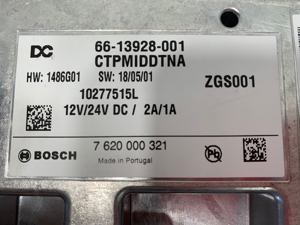 DC 66-13928-001
CTPMIDDTNA
HW: 1486G01 SW: 18/05/01 ZGS001
10277515L
12V/24V DC / 2A/1A
BOSCH 7 620 000 321
Made in Portugal
Pb